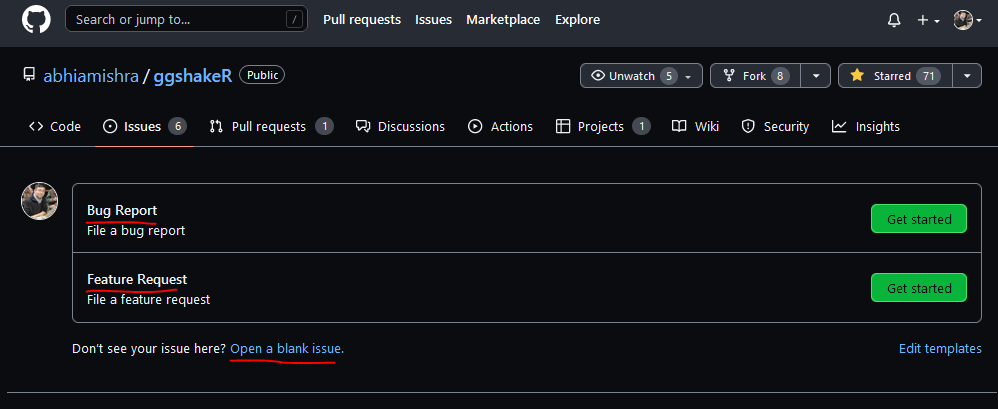 Search or jump to... /
Pull requests Issues Marketplace Explore
abhiamishra / ggshakeR Public
Unwatch 5 Fork 8 Starred 71
Code Issues 6 Pull requests 1 Discussions Actions Projects 1 Wiki Security Insights
Bug Report
File a bug report
Get started
Feature Request
File a feature request
Get started
Don't see your issue here? Open a blank issue.
Edit templates